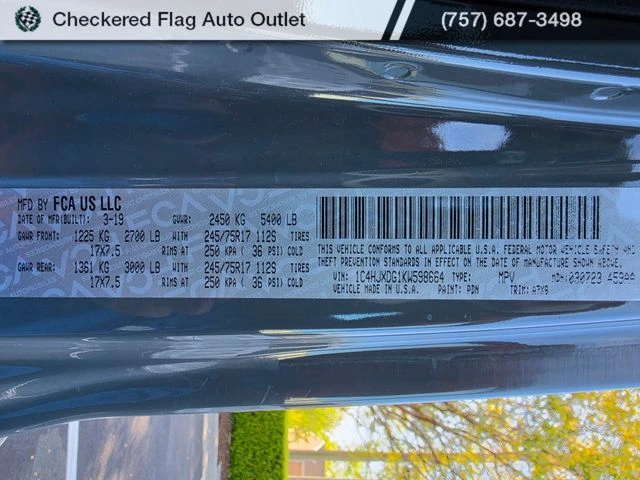 Checkered Flag Auto Outlet (757) 687-3498
MFD BY FCA US LLC
DATE OF MFR(BUILT): 3-19 GVWR: 2450 KG 5400 LB
GAWR FRONT: 1225 KG 2700 LB WITH 245/75R17 112S TIRES
17X7.5 RIMS AT 250 KPA ( 36 PSI) COLD
GAWR REAR: 1361 KG 3000 LB WITH 245/75R17 112S TIRES
17X7.5 RIMS AT 250 KPA ( 36 PSI) COLD
THIS VEHICLE CONFORMS TO ALL APPLICABLE U.S.A. FEDERAL MOTOR VEHICLE SAFETY AND
THEFT PREVENTION STANDARDS IN EFFECT ON THE DATE OF MANUFACTURE SHOWN ABOVE.
VIN: 1C4HJXDG1KW598664 TYPE: MPV MDH: 030723 459AA
VEHICLE MADE IN U.S.A. PAINT: PDN TRIM: A7X9